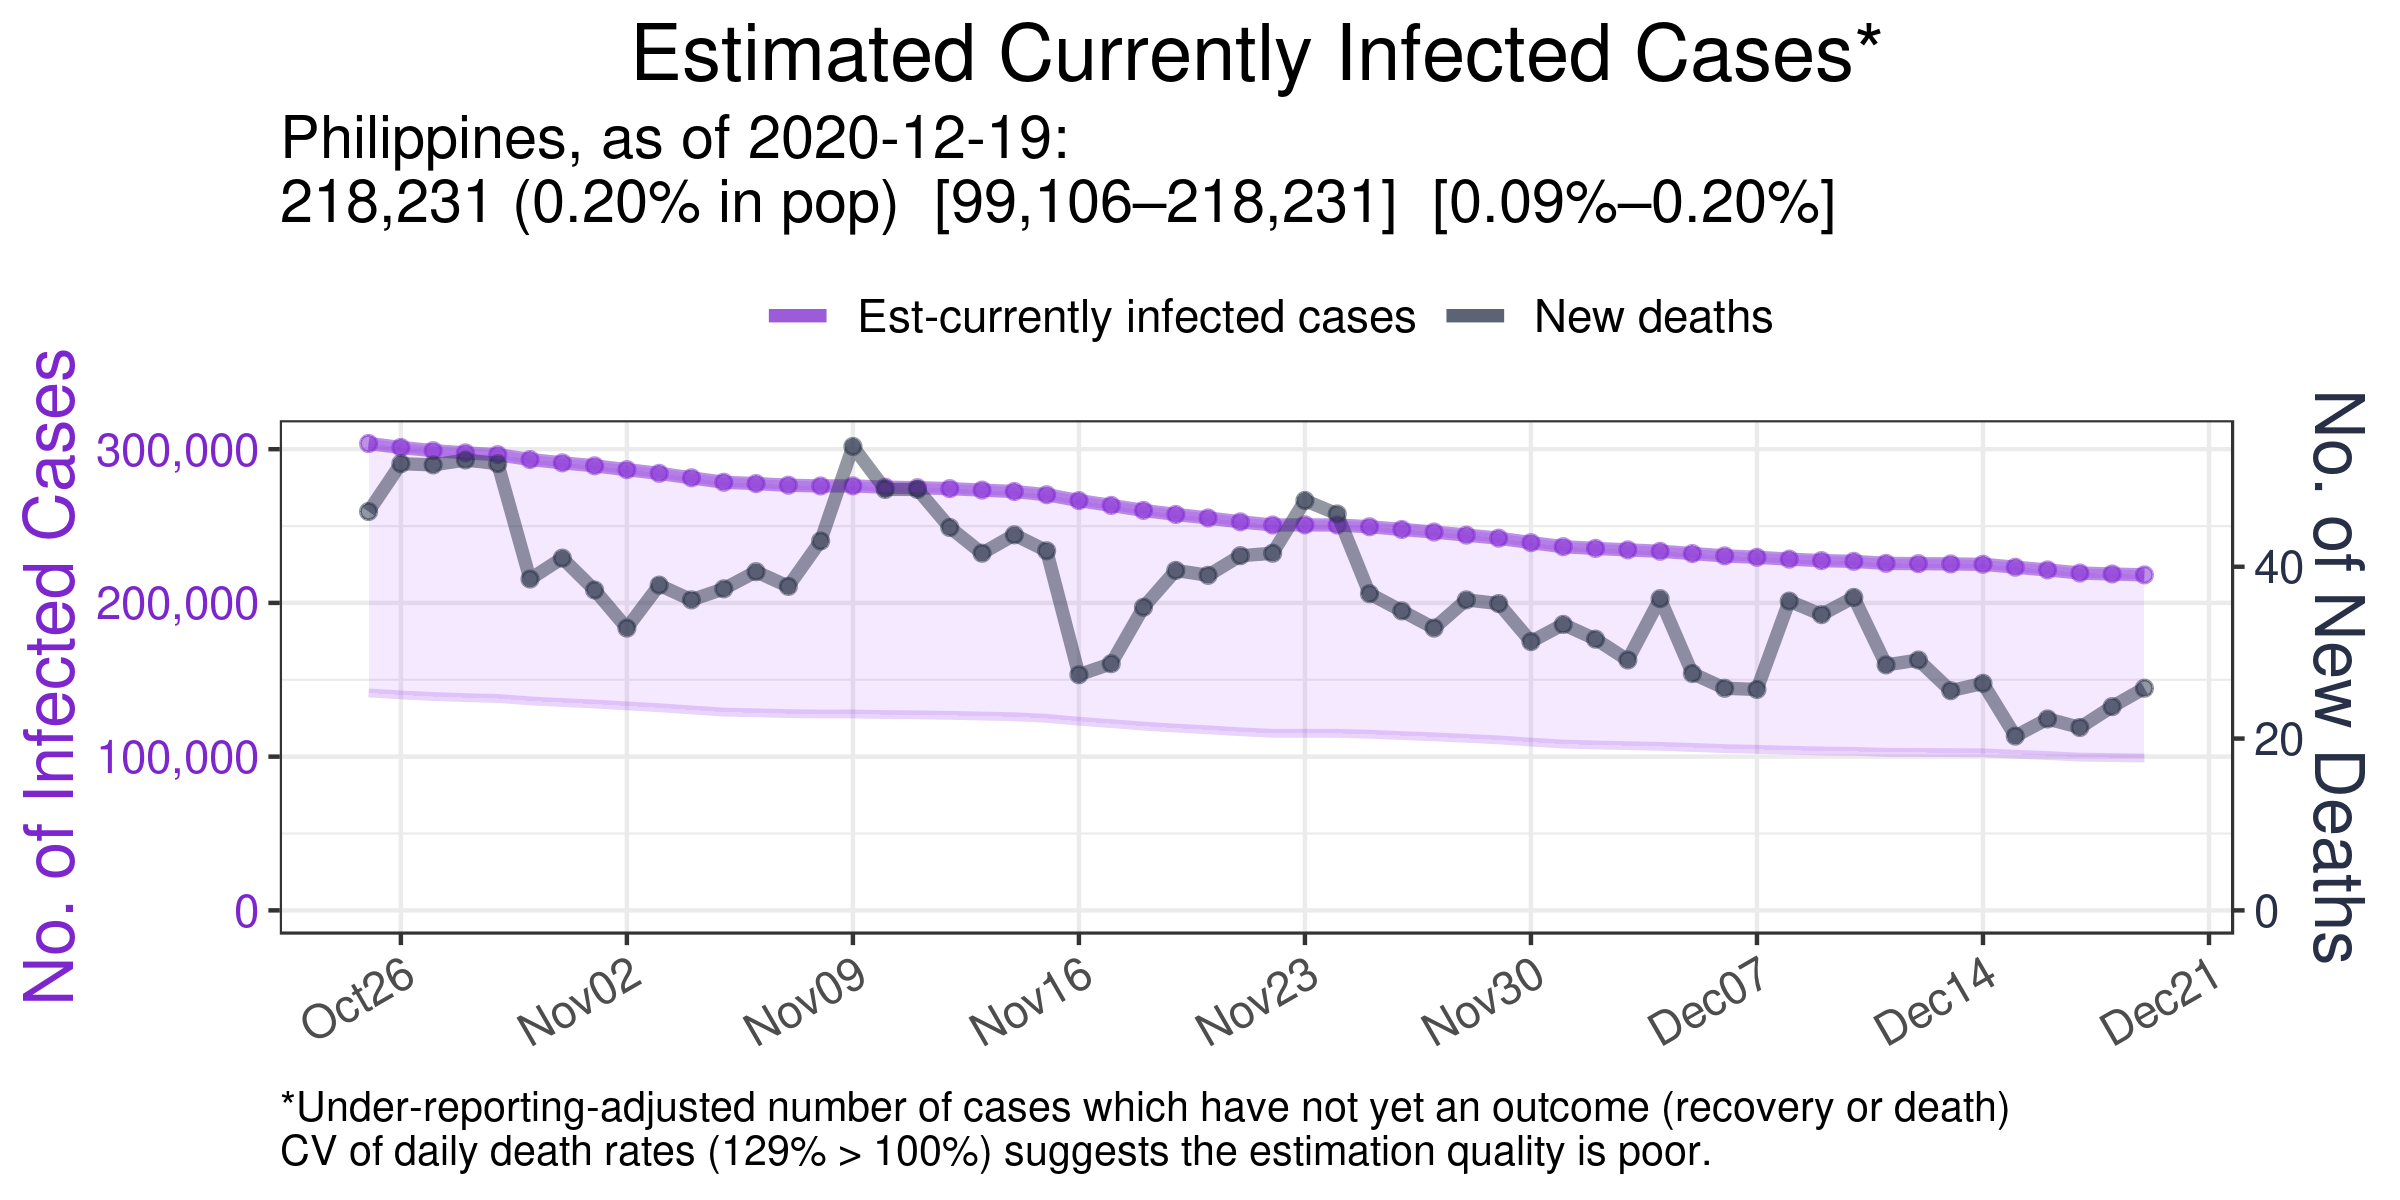 Estimated Currently Infected Cases*
Philippines, as of 2020-12-19:
218,231 (0.20% in pop) [99,106–218,231] [0.09%–0.20%]
Est-currently infected cases
New deaths
No. of Infected Cases
300,000
200,000
100,000
0
No. of New Deaths
40
20
0
Oct26
Nov02
Nov09
Nov16
Nov23
Nov30
Dec07
Dec14
Dec21
*Under-reporting-adjusted number of cases which have not yet an outcome (recovery or death)
CV of daily death rates (129% > 100%) suggests the estimation quality is poor.